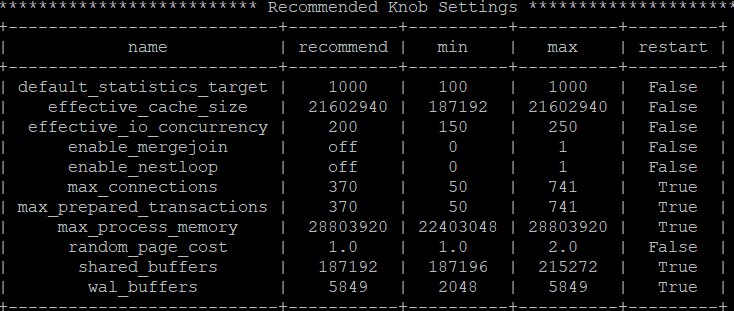 *************************** Recommended Knob Settings **********************
+---------------------------+-----------+----------+----------+---------+
|            name           | recommend |   min    |   max    | restart |
+---------------------------+-----------+----------+----------+---------+
| default_statistics_target |    1000   |   100    |   1000   |  False  |
|    effective_cache_size   |  21602940 |  187192  | 21602940 |  False  |
|  effective_io_concurrency |    200    |   150    |   250    |  False  |
|      enable_mergejoin     |    off    |    0     |    1     |  False  |
|      enable_nestloop      |    off    |    0     |    1     |  False  |
|      max_connections      |    370    |    50    |   741    |   True  |
| max_prepared_transactions |    370    |    50    |   741    |   True  |
|     max_process_memory    |  28803920 | 22403048 | 28803920 |   True  |
|      random_page_cost     |    1.0    |   1.0    |   2.0    |  False  |
|       shared_buffers      |   187192  |  187196  |  215272  |   True  |
|        wal_buffers        |    5849   |   2048   |   5849   |   True  |
+---------------------------+-----------+----------+----------+---------+